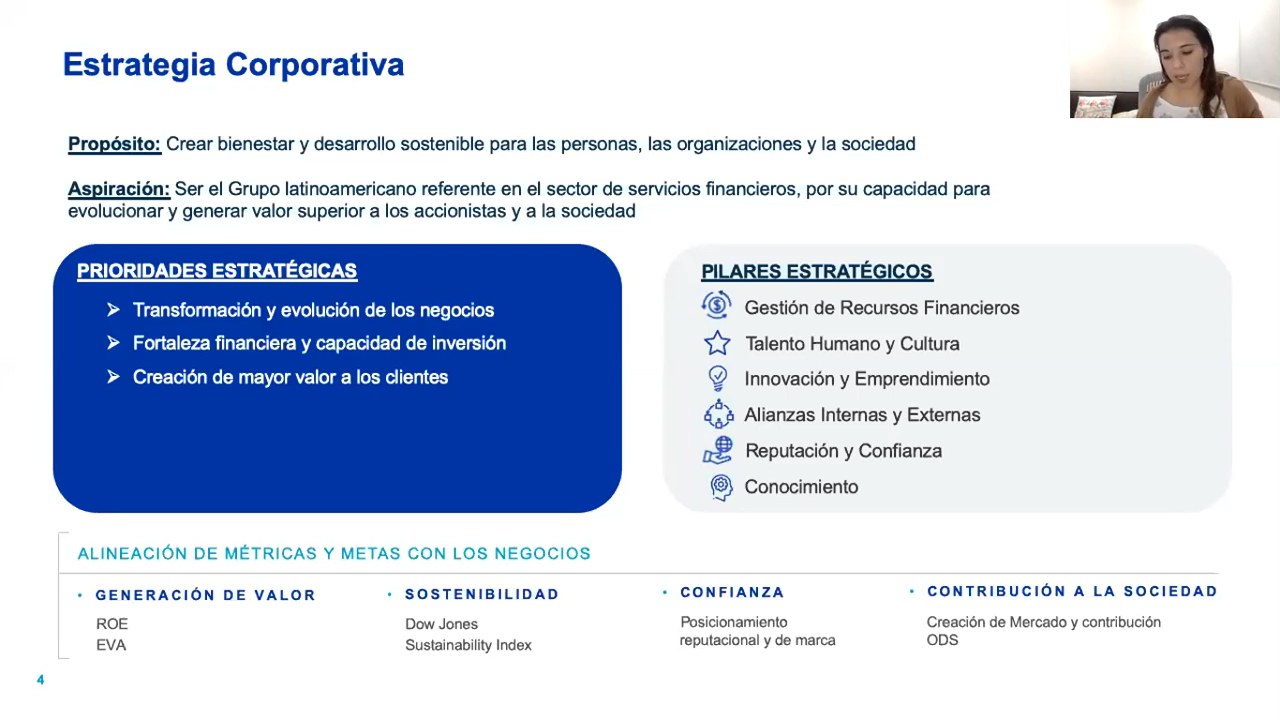 Estrategia Corporativa
Propósito: Crear bienestar y desarrollo sostenible para las personas, las organizaciones y la sociedad
Aspiración: Ser el Grupo latinoamericano referente en el sector de servicios financieros, por su capacidad para
evolucionar y generar valor superior a los accionistas y a la sociedad
PRIORIDADES ESTRATÉGICAS
Transformación y evolución de los negocios
Fortaleza financiera y capacidad de inversión
Creación de mayor valor a los clientes
PILARES ESTRATÉGICOS
Gestión de Recursos Financieros
Talento Humano y Cultura
Innovación y Emprendimiento
Alianzas Internas y Externas
Reputación y Confianza
Conocimiento
ALINEACIÓN DE MÉTRICAS Y METAS CON LOS NEGOCIOS
• GENERACIÓN DE VALOR
ROE
EVA
• SOSTENIBILIDAD
Dow Jones
Sustainability Index
• CONFIANZA
Posicionamiento
reputacional y de marca
• CONTRIBUCIÓN A LA SOCIEDAD
Creación de Mercado y contribución
ODS
4